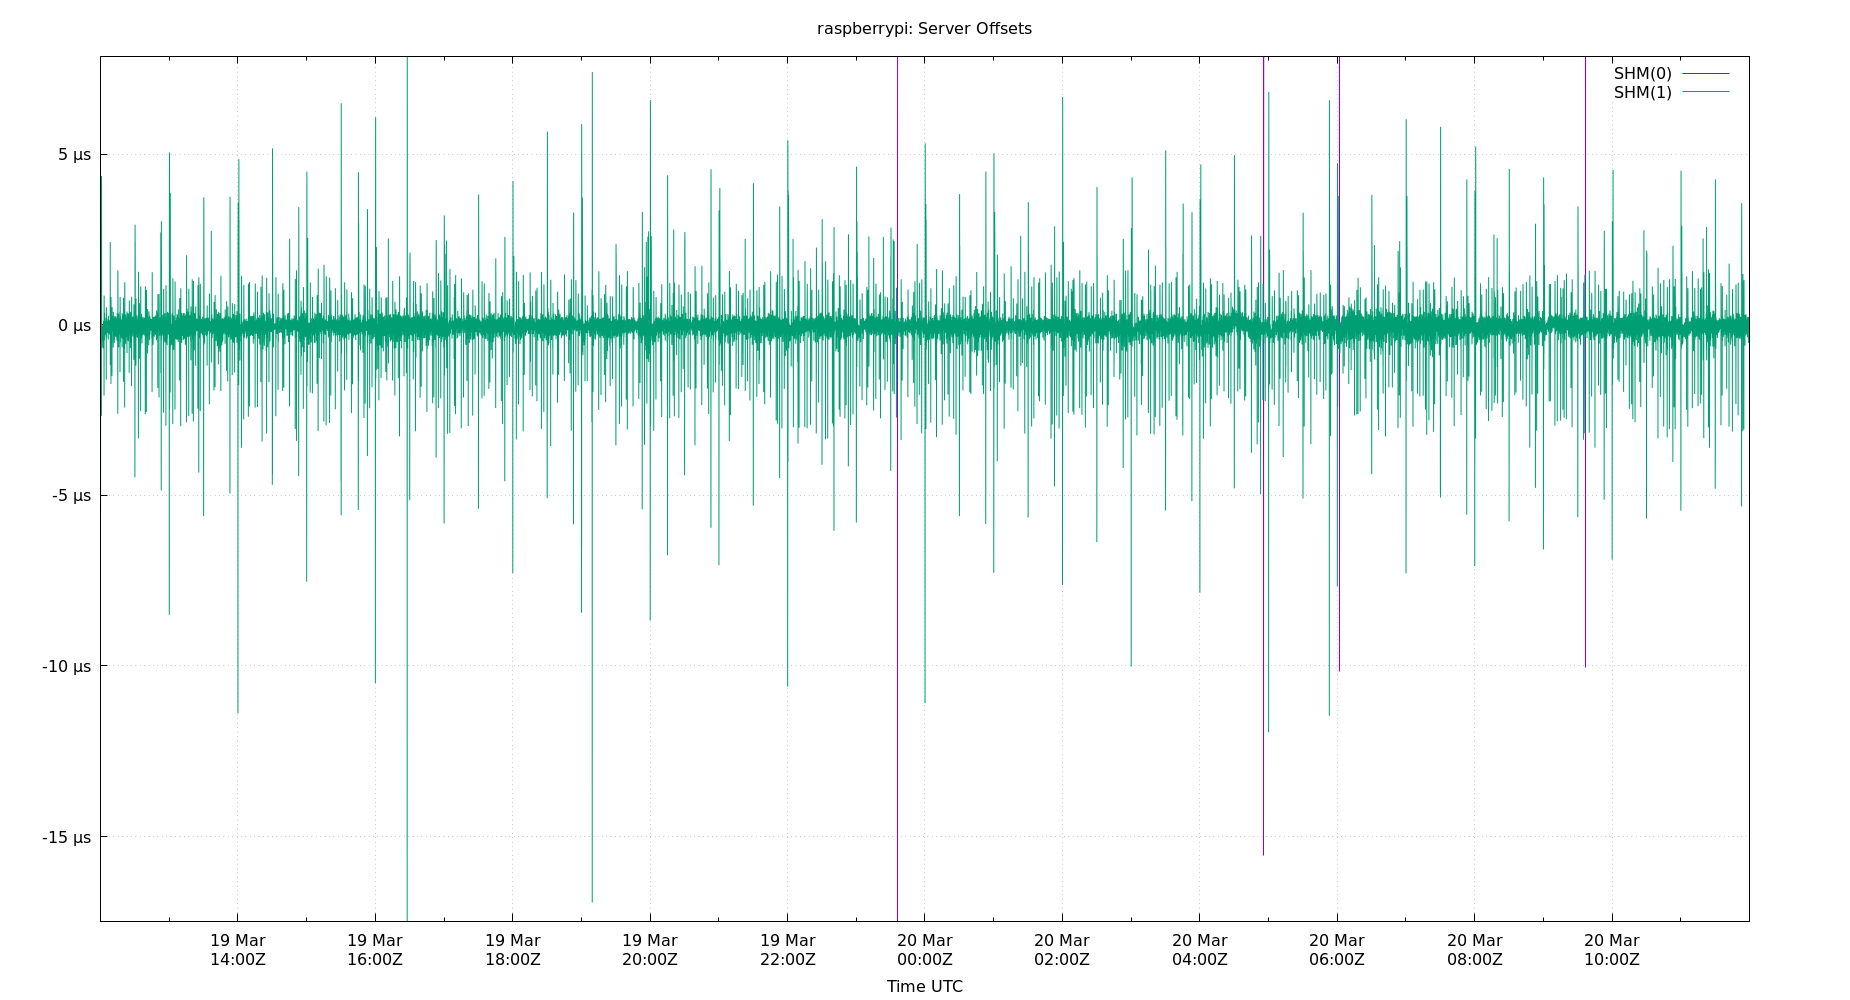 raspberrypi: Server Offsets
SHM(0)
SHM(1)
5 µs
0 µs
-5 µs
-10 µs
-15 µs
19 Mar 19 Mar 19 Mar 19 Mar 19 Mar 20 Mar 20 Mar 20 Mar 20 Mar 20 Mar 20 Mar
14:00Z 16:00Z 18:00Z 20:00Z 22:00Z 00:00Z 02:00Z 04:00Z 06:00Z 08:00Z 10:00Z
Time UTC